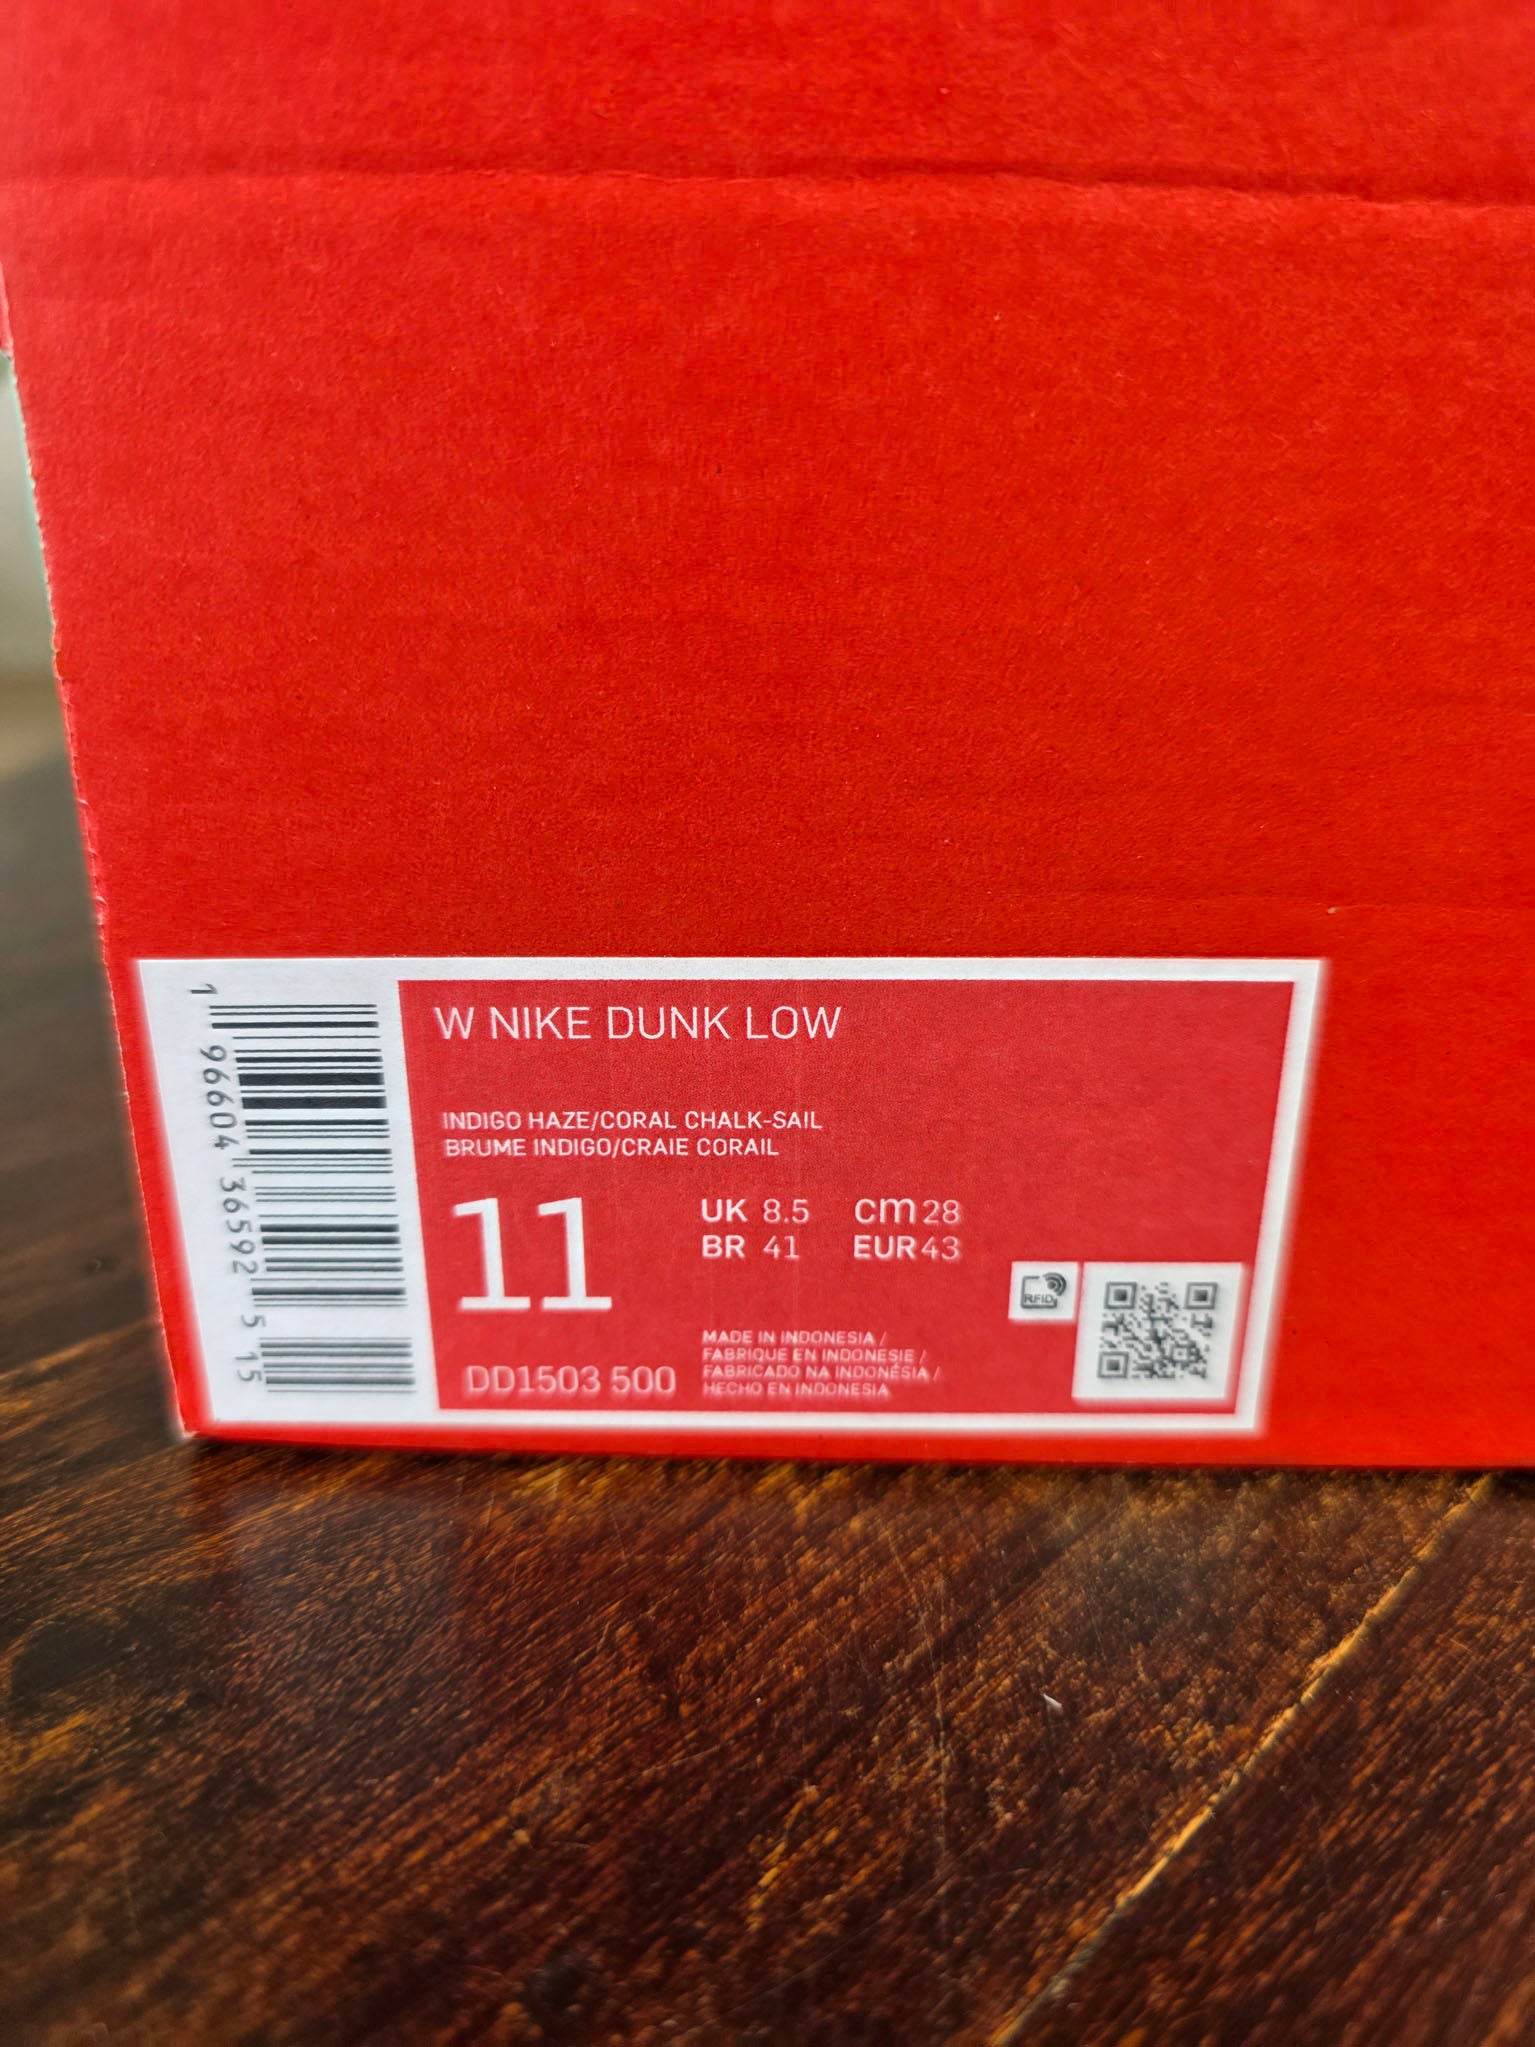 W NIKE DUNK LOW
INDIGO HAZE/CORAL CHALK-SAIL
BRUME INDIGO/CRAIE CORAIL
11
UK 8.5 cm 28
BR 41 EUR 43
DD1503 500
MADE IN INDONESIA /
FABRIQUE EN INDONESIE /
FABRICADO NA INDONÉSIA /
HECHO EN INDONESIA
RFID
1 96604 36592 5 15